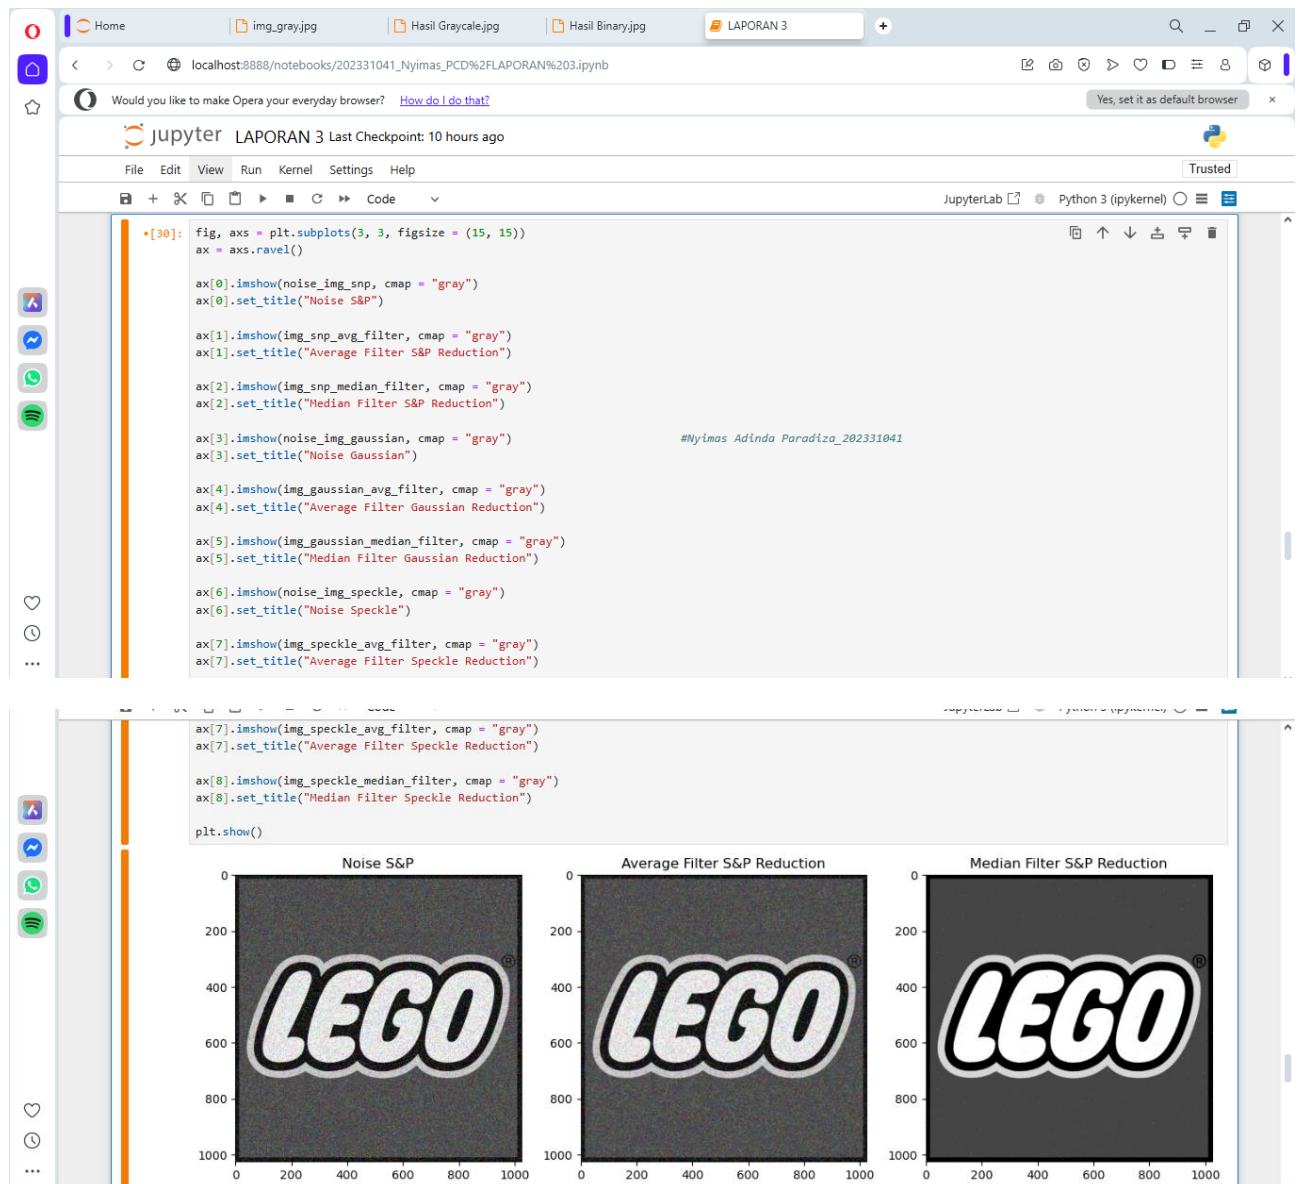 Home
img_gray.jpg
Hasil Graycale.jpg
Hasil Binary.jpg
LAPORAN 3
localhost:8888/notebooks/202331041_Nyimas_PCD%2FLAPORAN%203.ipynb
Would you like to make Opera your everyday browser? How do I do that?
Yes, set it as default browser
jupyter LAPORAN 3 Last Checkpoint: 10 hours ago
File Edit View Run Kernel Settings Help
Trusted
Code
JupyterLab
Python 3 (ipykernel)
•[30]: fig, axs = plt.subplots(3, 3, figsize = (15, 15))
ax = axs.ravel()
ax[0].imshow(noise_img_snp, cmap = "gray")
ax[0].set_title("Noise S&P")
ax[1].imshow(img_snp_avg_filter, cmap = "gray")
ax[1].set_title("Average Filter S&P Reduction")
ax[2].imshow(img_snp_median_filter, cmap = "gray")
ax[2].set_title("Median Filter S&P Reduction")
ax[3].imshow(noise_img_gaussian, cmap = "gray") #Nyimas Adinda Paradiza_202331041
ax[3].set_title("Noise Gaussian")
ax[4].imshow(img_gaussian_avg_filter, cmap = "gray")
ax[4].set_title("Average Filter Gaussian Reduction")
ax[5].imshow(img_gaussian_median_filter, cmap = "gray")
ax[5].set_title("Median Filter Gaussian Reduction")
ax[6].imshow(noise_img_speckle, cmap = "gray")
ax[6].set_title("Noise Speckle")
ax[7].imshow(img_speckle_avg_filter, cmap = "gray")
ax[7].set_title("Average Filter Speckle Reduction")
ax[7].imshow(img_speckle_avg_filter, cmap = "gray")
ax[7].set_title("Average Filter Speckle Reduction")
ax[8].imshow(img_speckle_median_filter, cmap = "gray")
ax[8].set_title("Median Filter Speckle Reduction")
plt.show()
Noise S&P
0
200
400
600
800
1000
LEGO ®
0 200 400 600 800 1000
Average Filter S&P Reduction
0
200
400
600
800
1000
LEGO ®
0 200 400 600 800 1000
Median Filter S&P Reduction
0
200
400
600
800
1000
LEGO ®
0 200 400 600 800 1000